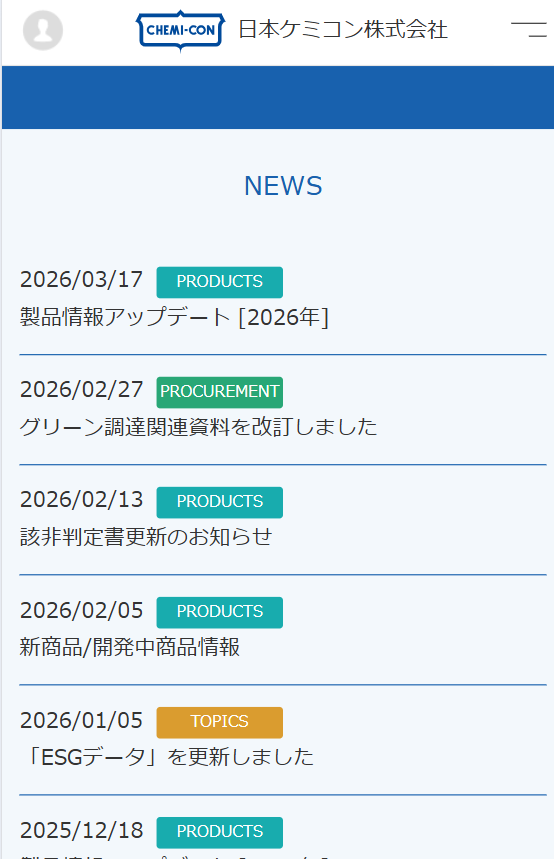 CHEMI-CON 日本ケミコン株式会社
NEWS
2026/03/17 PRODUCTS
製品情報アップデート [2026年]
2026/02/27 PROCUREMENT
グリーン調達関連資料を改訂しました
2026/02/13 PRODUCTS
該非判定書更新のお知らせ
2026/02/05 PRODUCTS
新商品/開発中商品情報
2026/01/05 TOPICS
「ESGデータ」を更新しました
2025/12/18 PRODUCTS